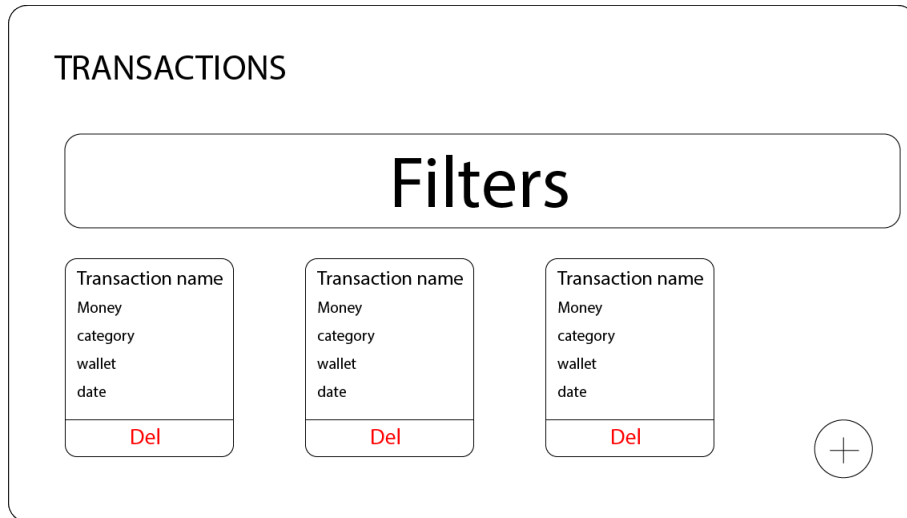 TRANSACTIONS
Filters
Transaction name
Money
category
wallet
date
Del
Transaction name
Money
category
wallet
date
Del
Transaction name
Money
category
wallet
date
Del